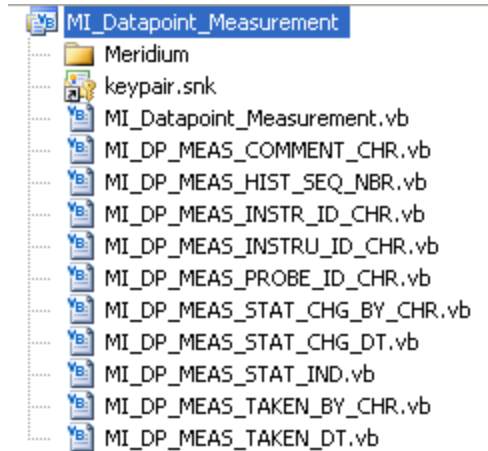 MI_Datapoint_Measurement
Meridium
keypair.snk
MI_Datapoint_Measurement.vb
MI_DP_MEAS_COMMENT_CHR.vb
MI_DP_MEAS_HIST_SEQ_NBR.vb
MI_DP_MEAS_INSTR_ID_CHR.vb
MI_DP_MEAS_INSTRU_ID_CHR.vb
MI_DP_MEAS_PROBE_ID_CHR.vb
MI_DP_MEAS_STAT_CHG_BY_CHR.vb
MI_DP_MEAS_STAT_CHG_DT.vb
MI_DP_MEAS_STAT_IND.vb
MI_DP_MEAS_TAKEN_BY_CHR.vb
MI_DP_MEAS_TAKEN_DT.vb